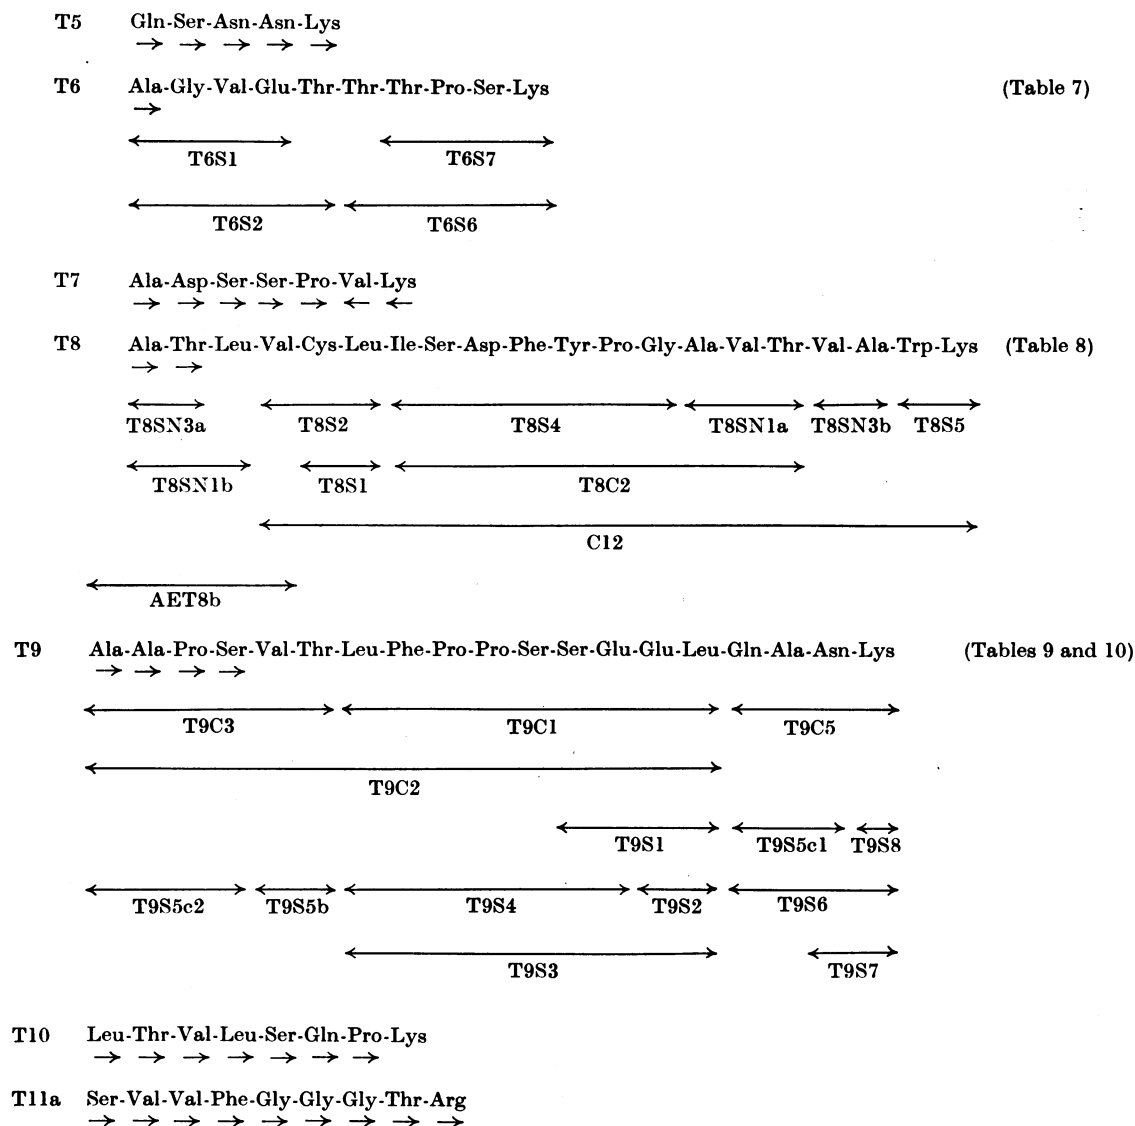 T5 Gln-Ser-Asn-Asn-Lys
T6 Ala-Gly-Val-Glu-Thr-Thr-Thr-Pro-Ser-Lys (Table 7)
T6S1 T6S7
T6S2 T6S6
T7 Ala-Asp-Ser-Ser-Pro-Val-Lys
T8 Ala-Thr-Leu-Val-Cys-Leu-Ile-Ser-Asp-Phe-Tyr-Pro-Gly-Ala-Val-Thr-Val-Ala-Trp-Lys (Table 8)
T8SN3a T8S2 T8S4 T8SN1a T8SN3b T8S5
T8SN1b T8S1 T8C2
C12
AET8b
T9 Ala-Ala-Pro-Ser-Val-Thr-Leu-Phe-Pro-Pro-Ser-Ser-Glu-Glu-Leu-Gln-Ala-Asn-Lys (Tables 9 and 10)
T9C3 T9C1 T9C5
T9C2
T9S1 T9S5c1 T9S8
T9S5c2 T9S5b T9S4 T9S2 T9S6
T9S3 T9S7
T10 Leu-Thr-Val-Leu-Ser-Gln-Pro-Lys
T11a Ser-Val-Val-Phe-Gly-Gly-Gly-Thr-Arg